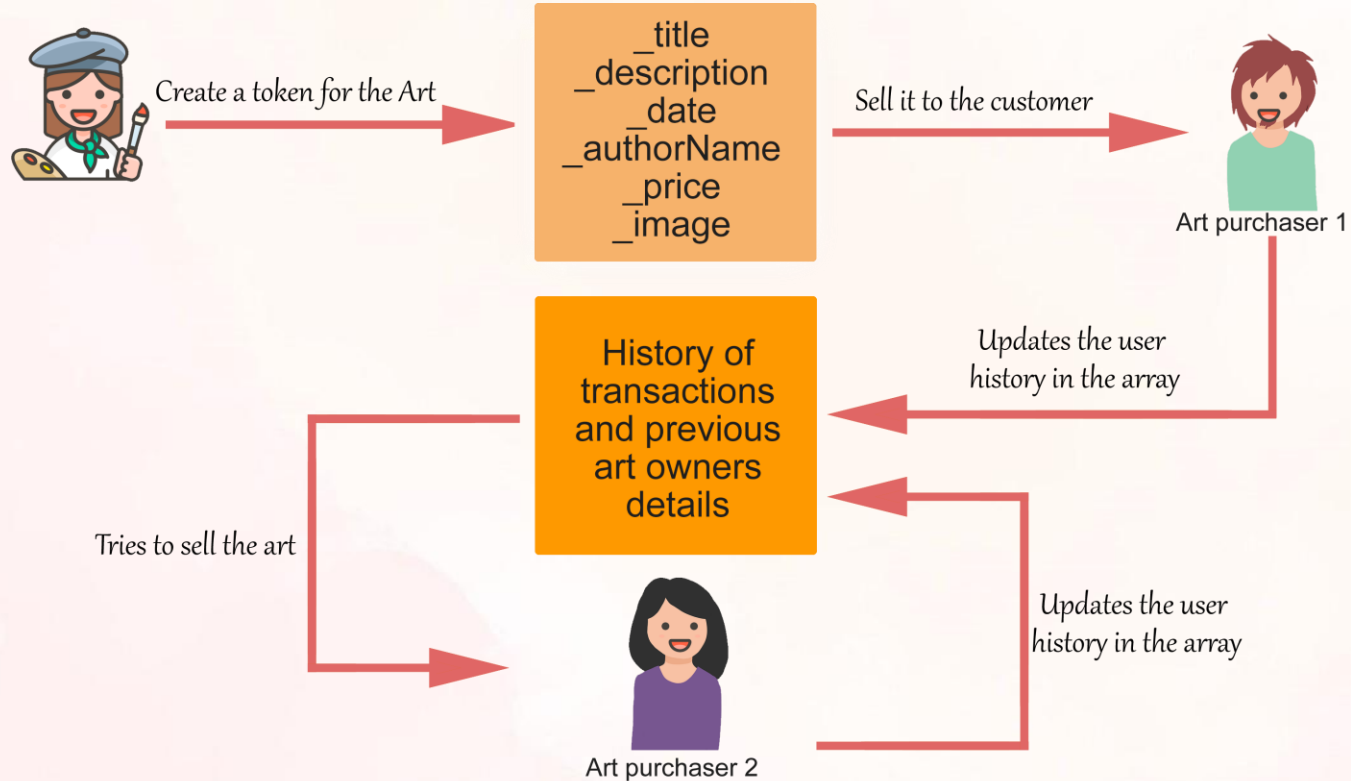 Create a token for the Art
_title
_description
_date
_authorName
_price
_image
Sell it to the customer
Art purchaser 1
Updates the user
history in the array
History of
transactions
and previous
art owners
details
Tries to sell the art
Updates the user
history in the array
Art purchaser 2